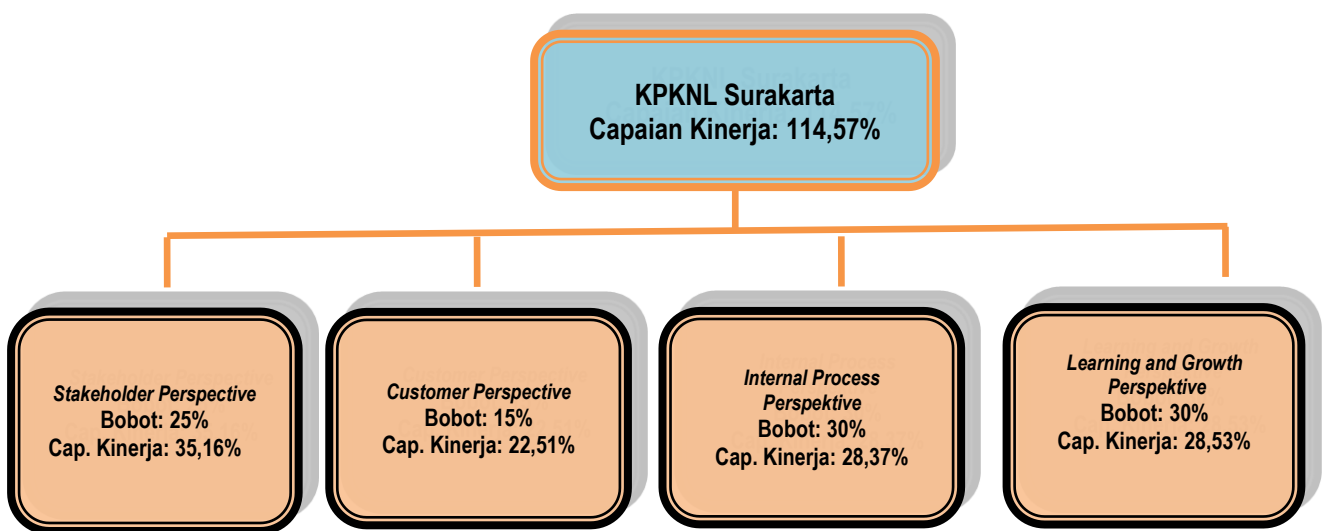 KPKNL Surakarta
Capaian Kinerja: 114,57%
Stakeholder Perspective
Bobot: 25%
Cap. Kinerja: 35,16%
Customer Perspective
Bobot: 15%
Cap. Kinerja: 22,51%
Internal Process
Perspektive
Bobot: 30%
Cap. Kinerja: 28,37%
Learning and Growth
Perspektive
Bobot: 30%
Cap. Kinerja: 28,53%